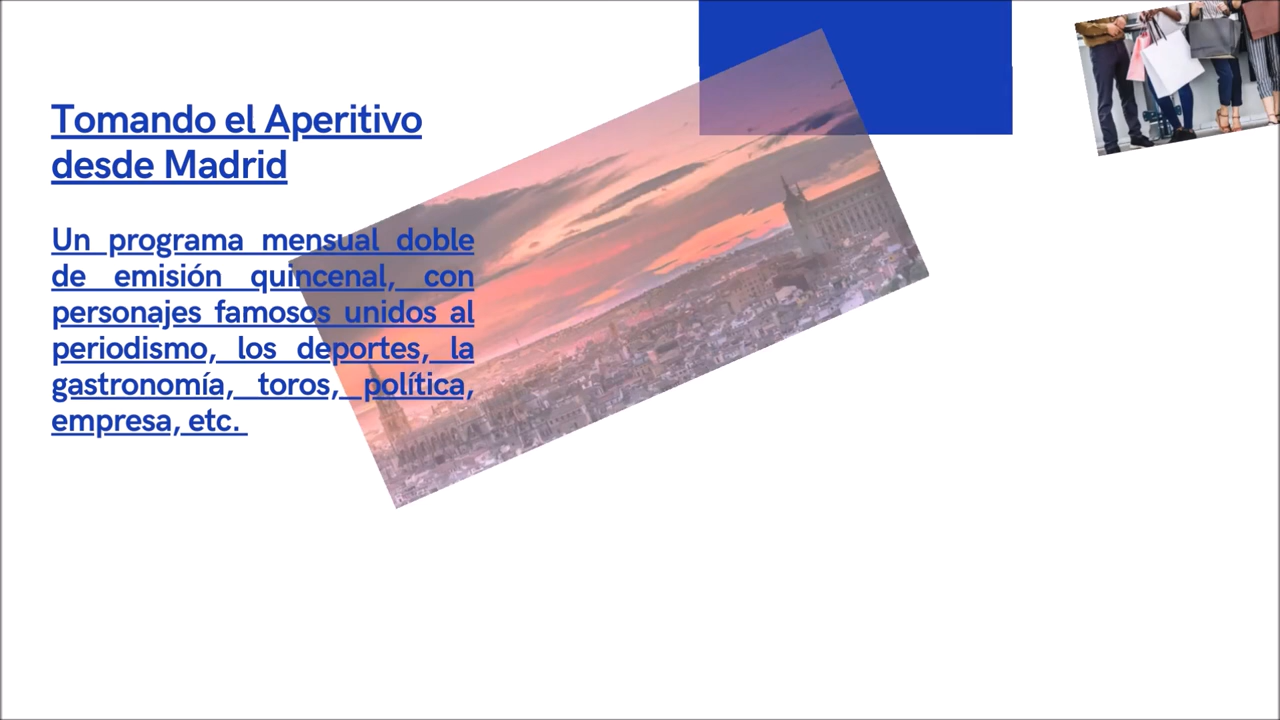 Tomando el Aperitivo
desde Madrid
Un programa mensual doble
de emisión quincenal, con
personajes famosos unidos al
periodismo, los deportes, la
gastronomía, toros, política,
empresa, etc.